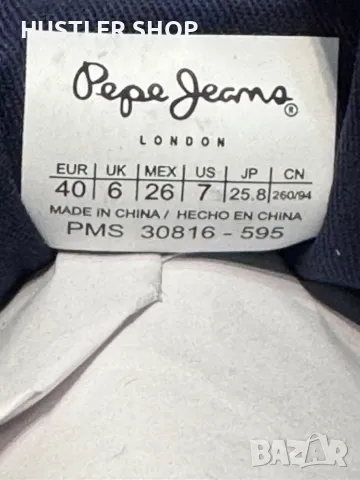 HUSTLER SHOP
Pepe Jeans®
LONDON
EUR UK MEX US JP CN
40 6 26 7 25.8 260/94
MADE IN CHINA / HECHO EN CHINA
PMS 30816 - 595
bazar